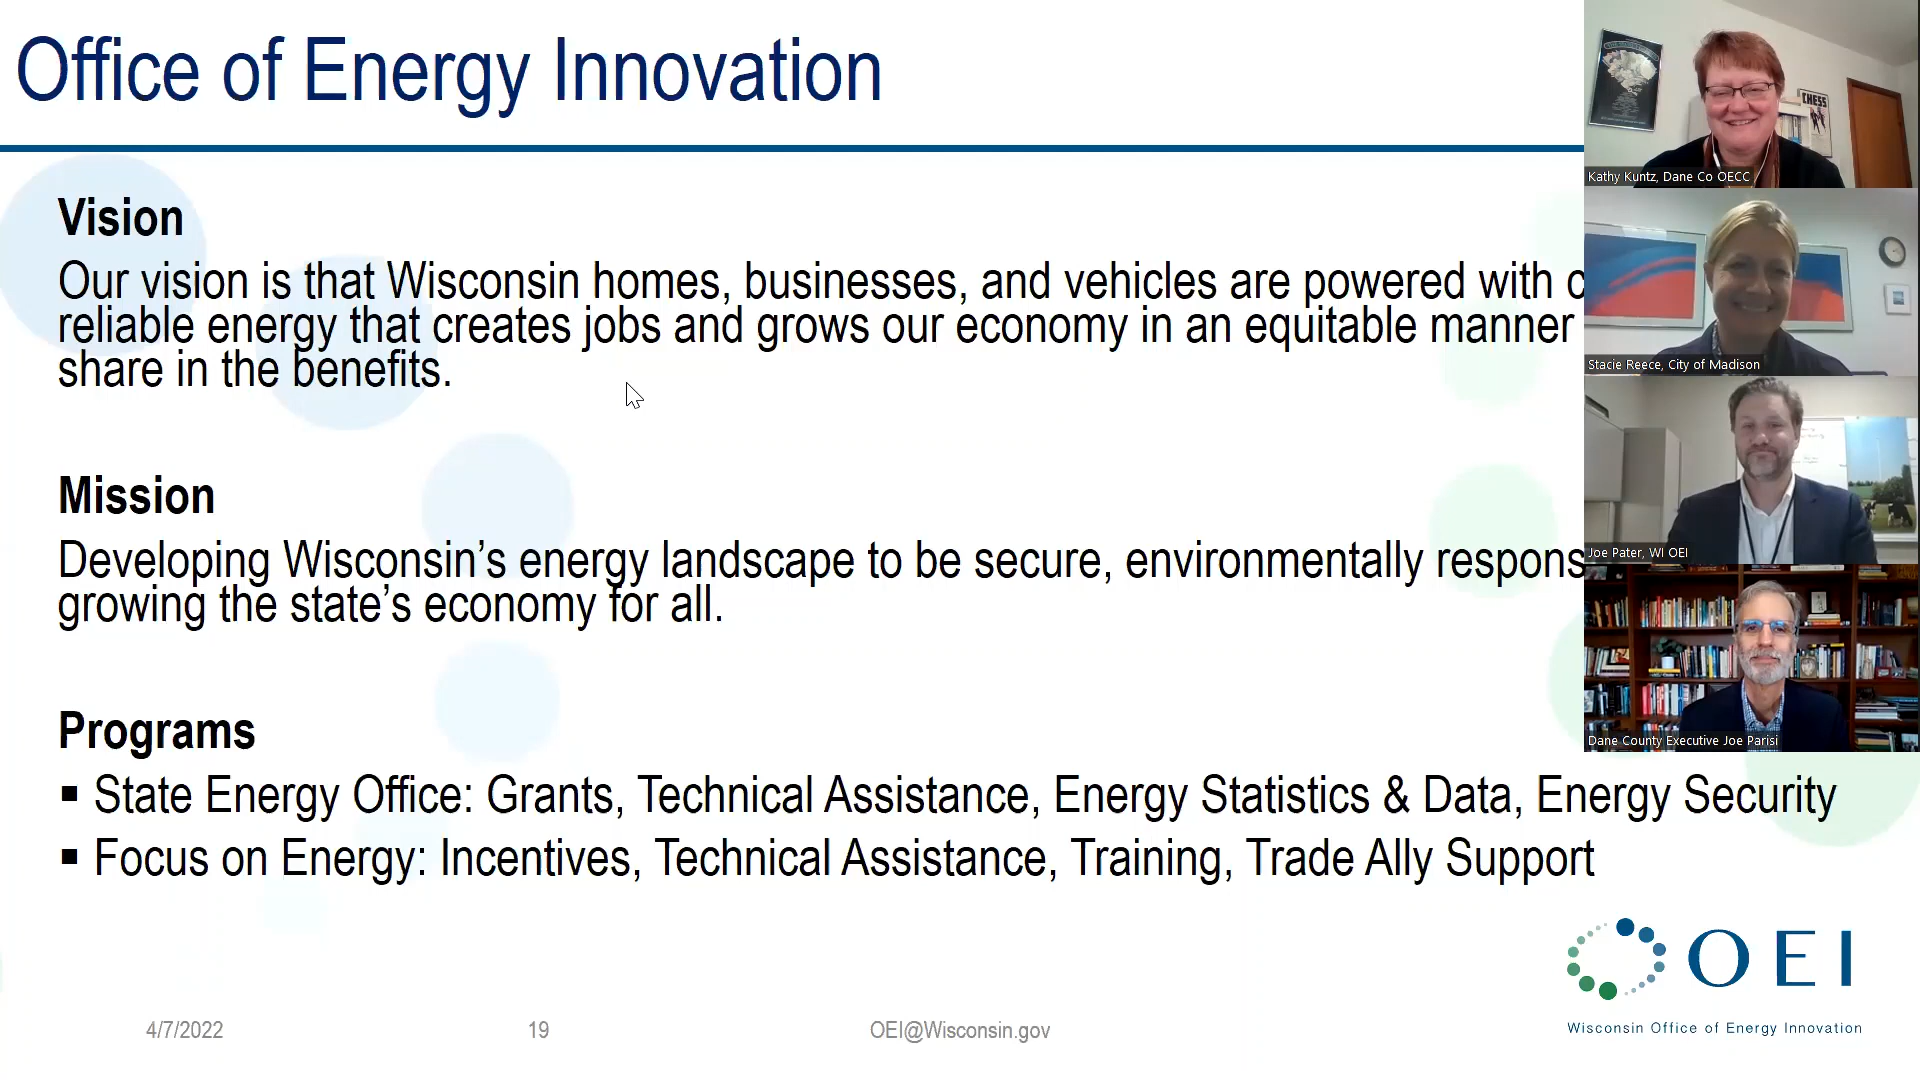 Office of Energy Innovation
Vision
Our vision is that Wisconsin homes, businesses, and vehicles are powered with
reliable energy that creates jobs and grows our economy in an equitable manner
share in the benefits.
Mission
Developing Wisconsin’s energy landscape to be secure, environmentally respons
growing the state’s economy for all.
Programs
▪ State Energy Office: Grants, Technical Assistance, Energy Statistics & Data, Energy Security
▪ Focus on Energy: Incentives, Technical Assistance, Training, Trade Ally Support
4/7/2022
19
OEI@Wisconsin.gov
OEI
Wisconsin Office of Energy Innovation
CHESS
Kathy Kuntz, Dane Co OECC
Stacie Reece, City of Madison
Joe Pater, WI OEI
Dane County Executive Joe Parisi